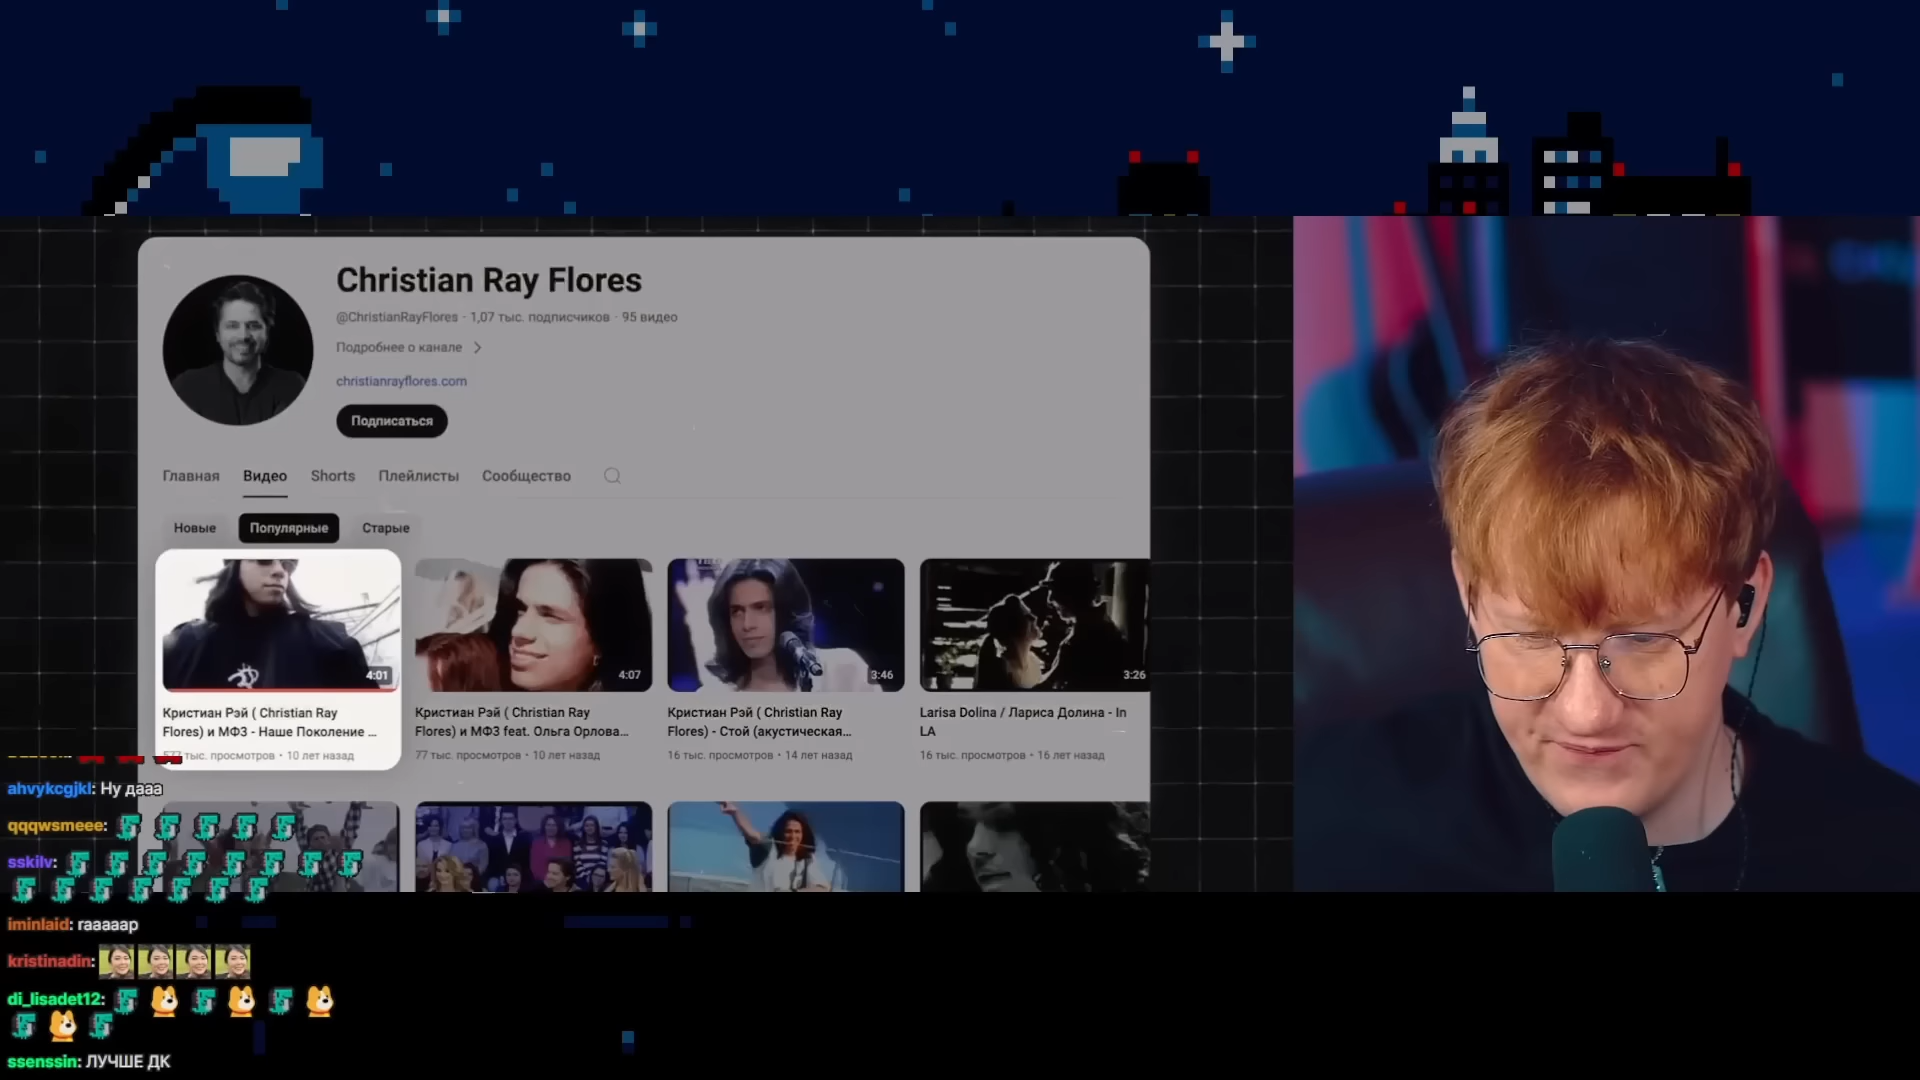 Christian Ray Flores
@ChristianRayFlores · 1,07 тыс. подписчиков · 95 видео
Подробнее о канале
christianrayflores.com
Подписаться
Главная Видео Shorts Плейлисты Сообщество
Новые Популярные Старые
4:01 4:07 3:46 3:26
Кристиан Рэй ( Christian Ray
Flores) и МФ3 - Наше Поколение ...
577 тыс. просмотров • 10 лет назад
Кристиан Рэй ( Christian Ray
Flores) и МФ3 feat. Ольга Орлова...
77 тыс. просмотров • 10 лет назад
Кристиан Рэй ( Christian Ray
Flores) - Стой (акустическая...
16 тыс. просмотров • 14 лет назад
Larisa Dolina / Лариса Долина - In
LA
16 тыс. просмотров • 16 лет назад
ahvykcgjkl: Ну дааа
qqqwsmeee:
sskilv:
iminlaid: raaaaap
kristinadin:
di_lisadet12:
ssenssin: ЛУЧШЕ ДК